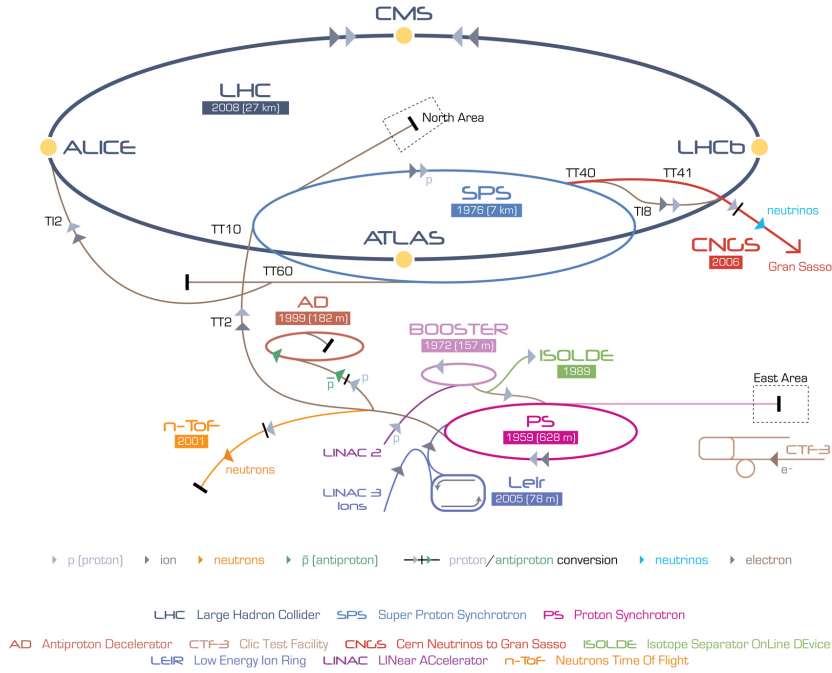 CMS
LHC
2008 (27 km)
North Area
ALICE
LHCb
TT40
TT41
SPS
1976 (7 km)
p
TI2
TT10
TI8
neutrinos
ATLAS
CNGS
2006
Gran Sasso
TT60
AD
1999 (182 m)
TT2
BOOSTER
1972 (157 m)
ISOLDE
1989
p̅
p
East Area
n-ToF
2001
PS
1959 (628 m)
LINAC 2
p
neutrons
CTF-3
e-
LINAC 3
Ions
Leir
2005 (78 m)
p (proton) ion neutrons p̅ (antiproton) proton/antiproton conversion neutrinos electron
LHC Large Hadron Collider SPS Super Proton Synchrotron PS Proton Synchrotron
AD Antiproton Decelerator CTF-3 Clic Test Facility CNGS Cern Neutrinos to Gran Sasso ISOLDE Isotope Separator OnLine DEvice
LEIR Low Energy Ion Ring LINAC LINear ACcelerator n-ToF Neutrons Time Of Flight